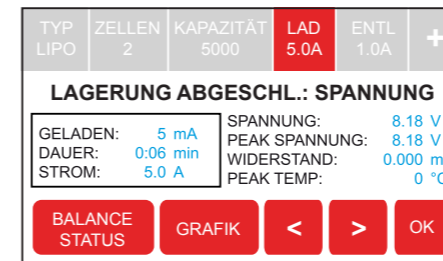 TYP LIPO
ZELLEN 2
KAPAZITÄT 5000
LAD 5.0A
ENTL 1.0A
+
LAGERUNG ABGESCHL.: SPANNUNG
GELADEN: 5 mA
DAUER: 0:06 min
STROM: 5.0 A
SPANNUNG: 8.18 V
PEAK SPANNUNG: 8.18 V
WIDERSTAND: 0.000 m
PEAK TEMP: 0 °C
BALANCE STATUS
GRAFIK
<
>
OK